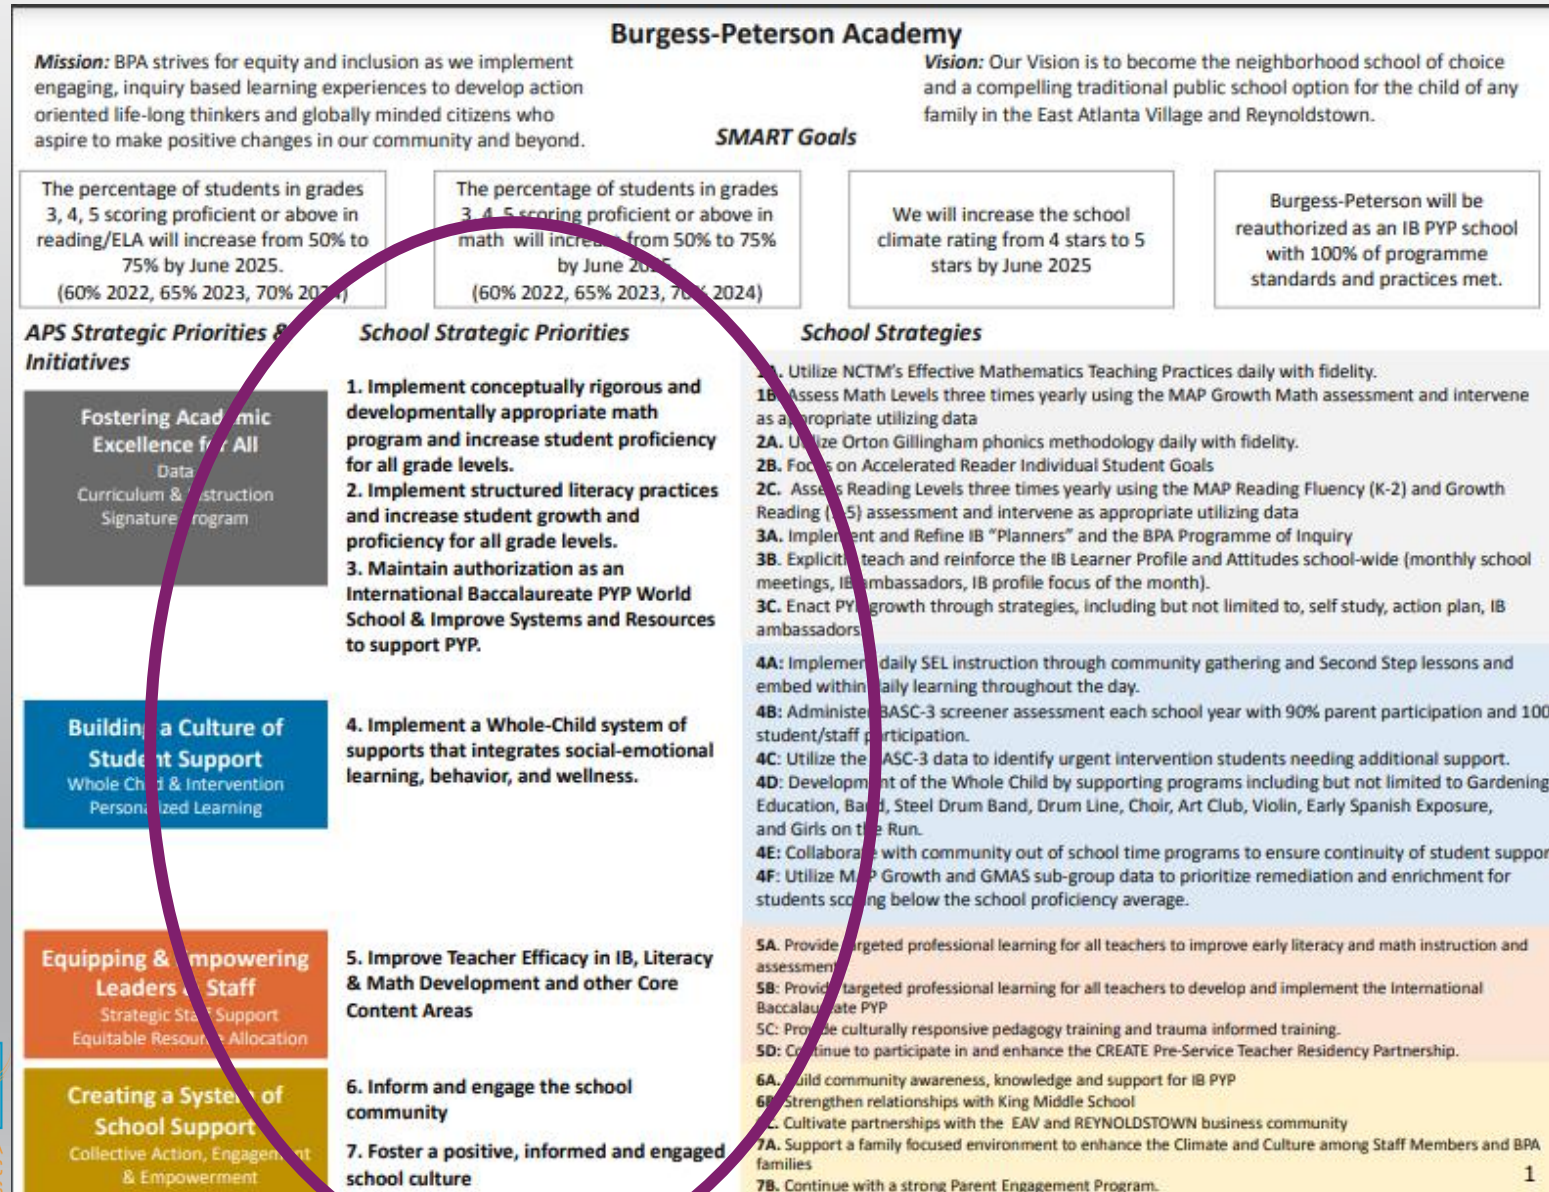 Burgess-Peterson Academy
Mission: BPA strives for equity and inclusion as we implement
engaging, inquiry based learning experiences to develop action
oriented life-long thinkers and globally minded citizens who
aspire to make positive changes in our community and beyond.
Vision: Our Vision is to become the neighborhood school of choice
and a compelling traditional public school option for the child of any
family in the East Atlanta Village and Reynoldstown.
SMART Goals
The percentage of students in grades
3, 4, 5 scoring proficient or above in
reading/ELA will increase from 50% to
75% by June 2025.
(60% 2022, 65% 2023, 70% 2024)
The percentage of students in grades
3, 4, 5 scoring proficient or above in
math will increase from 50% to 75%
by June 2025.
(60% 2022, 65% 2023, 70% 2024)
We will increase the school
climate rating from 4 stars to 5
stars by June 2025
Burgess-Peterson will be
reauthorized as an IB PYP school
with 100% of programme
standards and practices met.
APS Strategic Priorities &
Initiatives
School Strategic Priorities
School Strategies
Fostering Academic
Excellence for All
Data
Curriculum & Instruction
Signature Program
1. Implement conceptually rigorous and
developmentally appropriate math
program and increase student proficiency
for all grade levels.
2. Implement structured literacy practices
and increase student growth and
proficiency for all grade levels.
3. Maintain authorization as an
International Baccalaureate PYP World
School & Improve Systems and Resources
to support PYP.
1A. Utilize NCTM's Effective Mathematics Teaching Practices daily with fidelity.
1B. Assess Math Levels three times yearly using the MAP Growth Math assessment and intervene
as appropriate utilizing data
2A. Utilize Orton Gillingham phonics methodology daily with fidelity.
2B. Focus on Accelerated Reader Individual Student Goals
2C. Assess Reading Levels three times yearly using the MAP Reading Fluency (K-2) and Growth
Reading ( -5) assessment and intervene as appropriate utilizing data
3A. Implement and Refine IB "Planners" and the BPA Programme of Inquiry
3B. Explicitly teach and reinforce the IB Learner Profile and Attitudes school-wide (monthly school
meetings, IB ambassadors, IB profile focus of the month).
3C. Enact PYP growth through strategies, including but not limited to, self study, action plan, IB
ambassadors
Building a Culture of
Student Support
Whole Child & Intervention
Personalized Learning
4. Implement a Whole-Child system of
supports that integrates social-emotional
learning, behavior, and wellness.
4A: Implement daily SEL instruction through community gathering and Second Step lessons and
embed within daily learning throughout the day.
4B: Administer BASC-3 screener assessment each school year with 90% parent participation and 100
student/staff participation.
4C: Utilize the BASC-3 data to identify urgent intervention students needing additional support.
4D: Development of the Whole Child by supporting programs including but not limited to Gardening
Education, Band, Steel Drum Band, Drum Line, Choir, Art Club, Violin, Early Spanish Exposure,
and Girls on the Run.
4E: Collaborate with community out of school time programs to ensure continuity of student suppor
4F: Utilize MAP Growth and GMAS sub-group data to prioritize remediation and enrichment for
students scoring below the school proficiency average.
Equipping & Empowering
Leaders & Staff
Strategic Staff Support
Equitable Resource Allocation
5. Improve Teacher Efficacy in IB, Literacy
& Math Development and other Core
Content Areas
5A. Provide targeted professional learning for all teachers to improve early literacy and math instruction and
assessment
5B: Provide targeted professional learning for all teachers to develop and implement the International
Baccalaureate PYP
5C: Provide culturally responsive pedagogy training and trauma informed training.
5D: Continue to participate in and enhance the CREATE Pre-Service Teacher Residency Partnership.
Creating a System of
School Support
Collective Action, Engagement
& Empowerment
6. Inform and engage the school
community
7. Foster a positive, informed and engaged
school culture
6A. Build community awareness, knowledge and support for IB PYP
6B. Strengthen relationships with King Middle School
6C. Cultivate partnerships with the EAV and REYNOLDSTOWN business community
7A. Support a family focused environment to enhance the Climate and Culture among Staff Members and BPA
families
7B. Continue with a strong Parent Engagement Program.
1